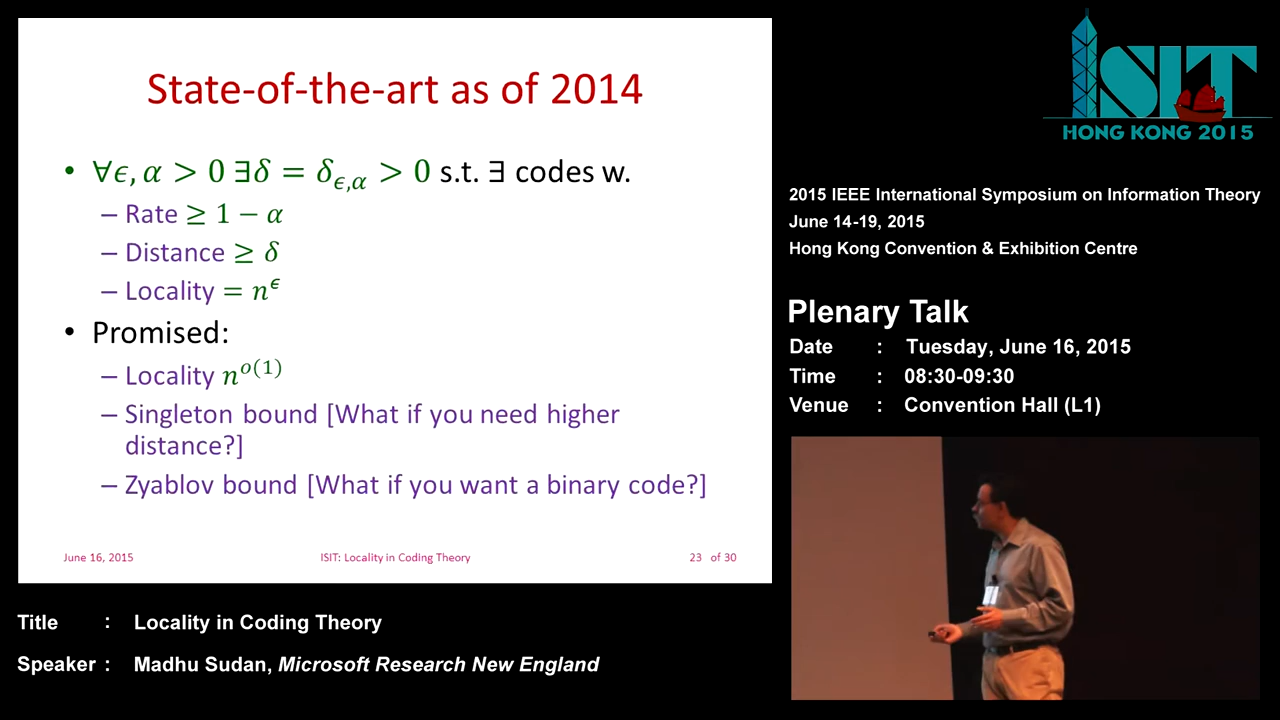 State-of-the-art as of 2014
• ∀ϵ, α > 0 ∃δ = δ_{ϵ,α} > 0 s.t. ∃ codes w.
– Rate ≥ 1 − α
– Distance ≥ δ
– Locality = n^ϵ
• Promised:
– Locality n^{o(1)}
– Singleton bound [What if you need higher
distance?]
– Zyablov bound [What if you want a binary code?]
June 16, 2015 ISIT: Locality in Coding Theory 23 of 30
Title : Locality in Coding Theory
Speaker : Madhu Sudan, Microsoft Research New England
ISIT
HONG KONG 2015
2015 IEEE International Symposium on Information Theory
June 14-19, 2015
Hong Kong Convention & Exhibition Centre
Plenary Talk
Date : Tuesday, June 16, 2015
Time : 08:30-09:30
Venue : Convention Hall (L1)